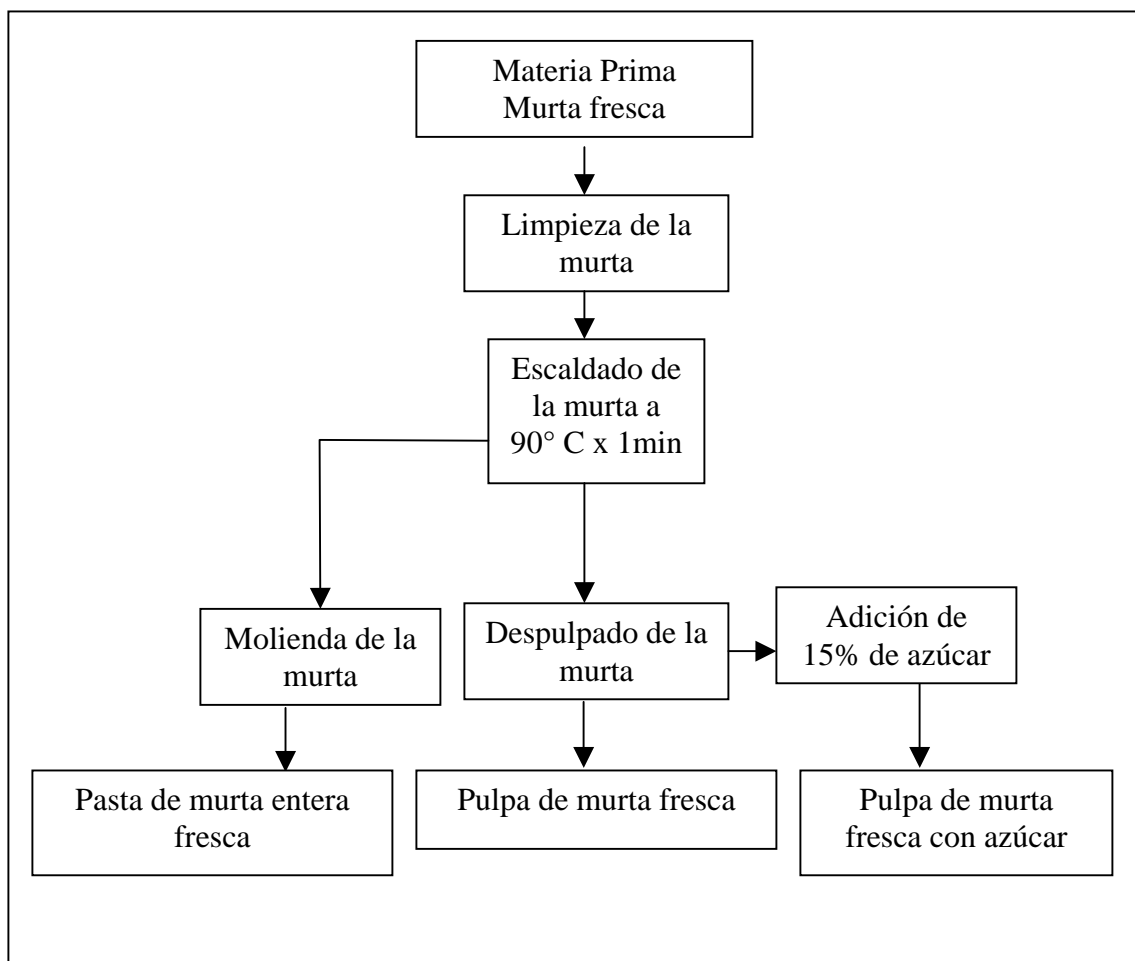 Materia Prima
Murta fresca
Limpieza de la
murta
Escaldado de
la murta a
90° C x 1min
Molienda de la
murta
Despulpado de la
murta
Adición de
15% de azúcar
Pasta de murta entera
fresca
Pulpa de murta fresca
Pulpa de murta
fresca con azúcar